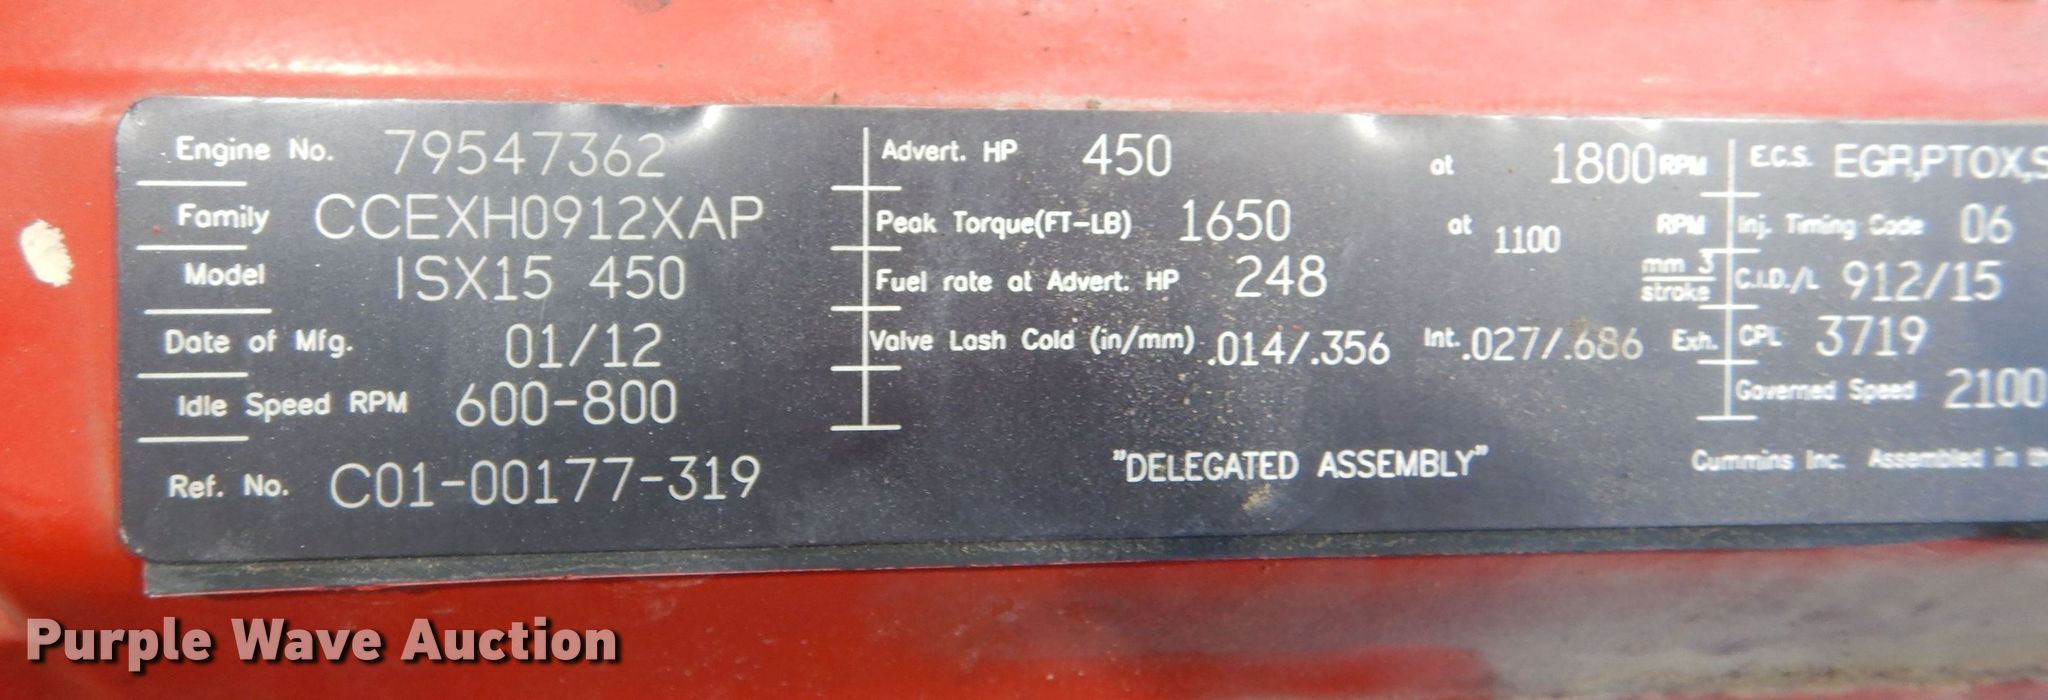 Engine No. 79547362
Family CCEXH0912XAP
Model ISX15 450
Date of Mfg. 01/12
Idle Speed RPM 600-800
Ref. No. C01-00177-319
Advert. HP 450 at 1800 RPM
Peak Torque(FT-LB) 1650 at 1100 RPM
Fuel rate at Advert. HP 248 mm 3
stroke
Valve Lash Cold (in/mm) .014/.356 Int. .027/.686 Exh.
"DELEGATED ASSEMBLY"
E.C.S. EGR,PTOX,S
Inj. Timing Code 06
C.I.D./L 912/15
CPL 3719
Governed Speed 2100
Cummins Inc. Assembled in
Purple Wave Auction